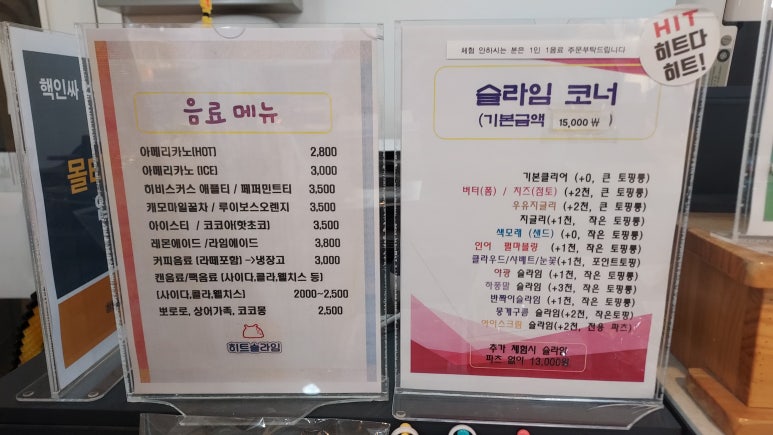 핵인싸
몰
음료 메뉴
아메리카노(HOT) 2,800
아메리카노 (ICE) 3,000
히비스커스 애플티 / 페퍼민트티 3,500
캐모마일꿀차 / 루이보스오렌지 3,500
아이스티 / 코코아(핫초코) 3,500
레몬에이드 /라임에이드 3,800
커피음료 (라떼포함) ->냉장고 3,000
캔음료/팩음료 (사이다,콜라,웰치스 등)
(사이다,콜라,웰치스) 2000~2,500
뽀로로, 상어가족, 코코몽 2,500
히트슬라임
체험 안하시는 분은 1인 1음료 주문부탁드립니다
HIT
히트다
히트!
슬라임 코너
(기본금액 15,000 ₩ )
기본클리어 (+0, 큰 토핑통)
버터(폼) / 치즈(점토) (+2천, 큰 토핑통)
우유지글리 (+2천, 큰 토핑통)
지글리(+1천, 작은 토핑통)
색모래 (샌드) (+0, 작은 토핑통)
인어 펄마블링 (+1천, 작은 토핑통)
클라우드/샤베트/눈꽃(+1천, 포인트토핑)
야광 슬라임 (+1천, 작은 토핑통)
하풍말 슬라임 (+3천, 작은 토핑통)
반짝이슬라임 (+1천, 작은 토핑통)
뭉게구름 슬라임(+2천, 작은토핑통)
아이스크림 슬라임(+2천, 전용 파츠)
추가 체험시 슬라임
파츠 없이 13,000원